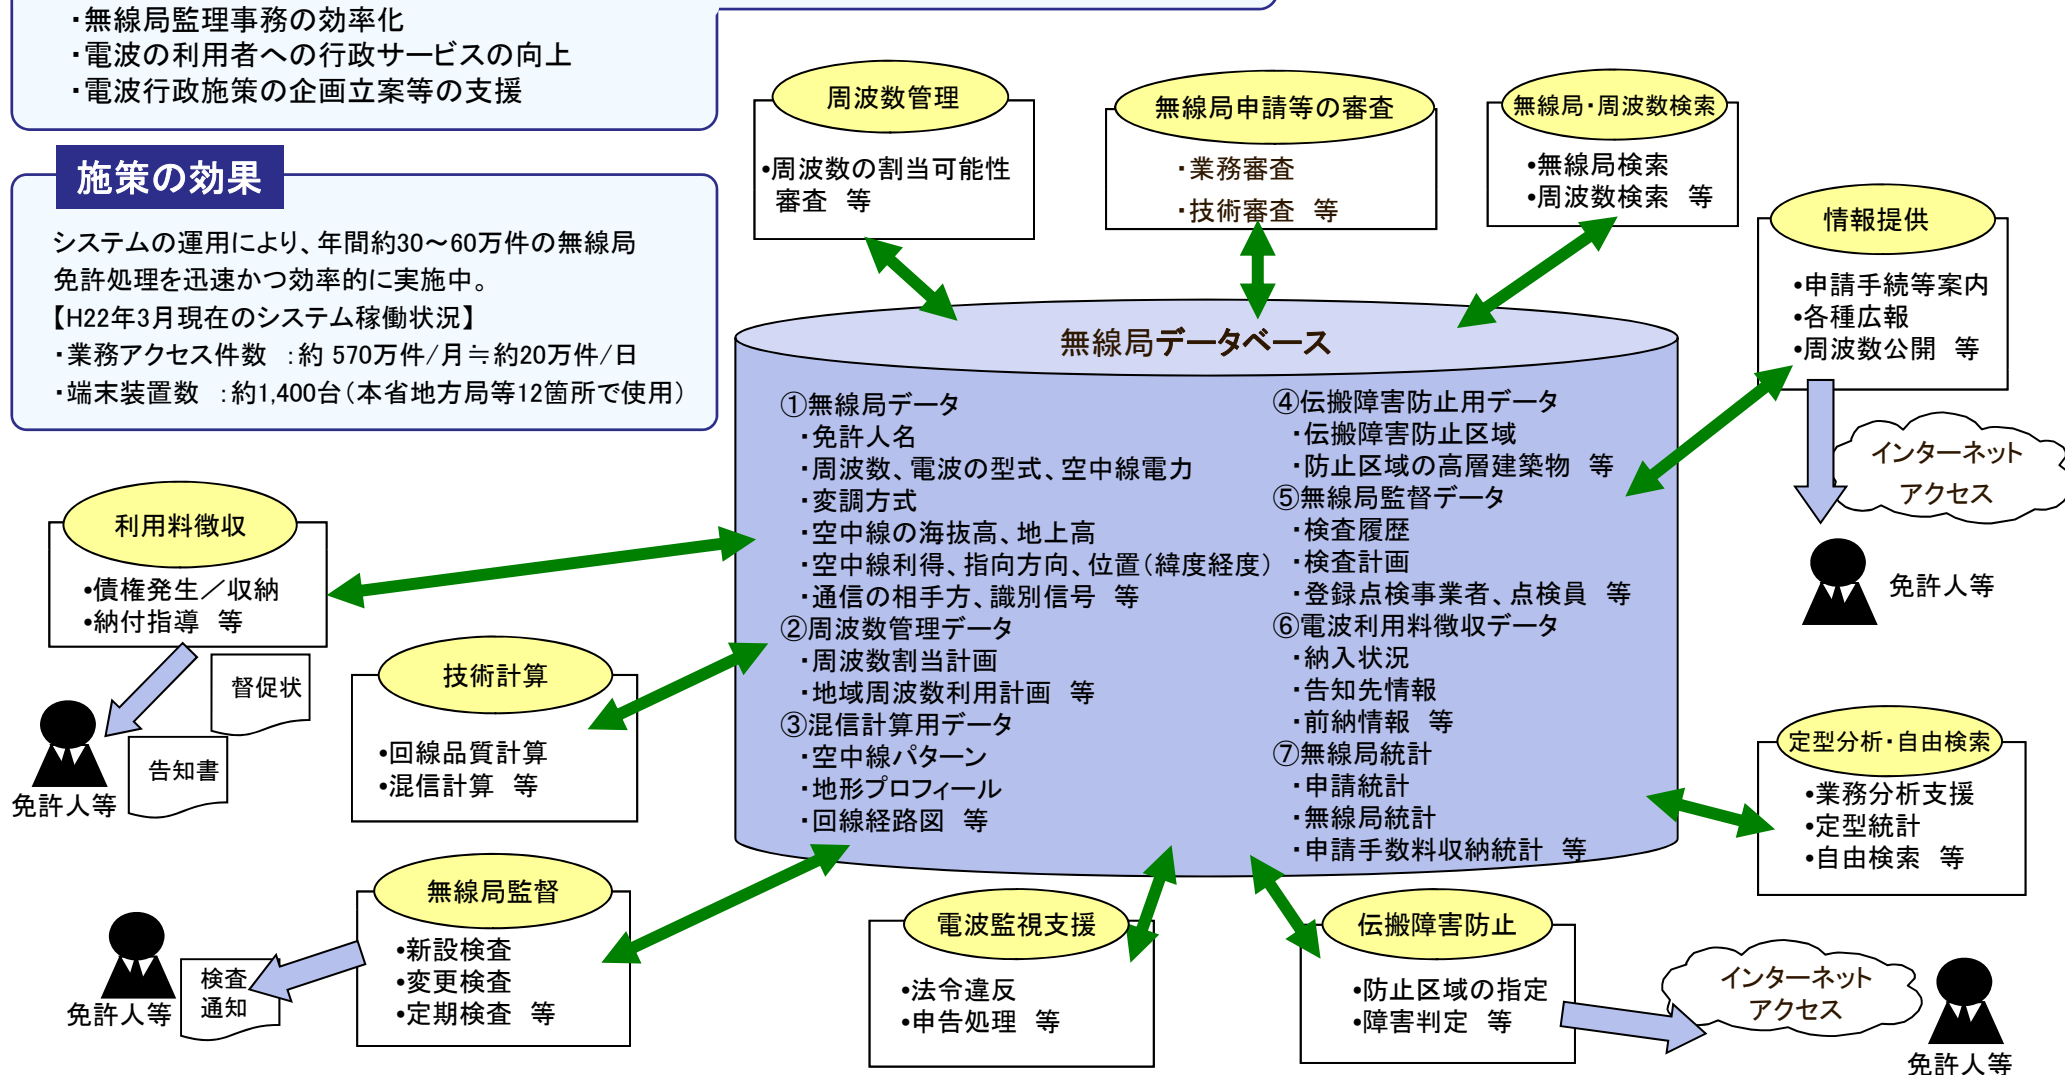 ・無線局監理事務の効率化
・電波の利用者への行政サービスの向上
・電波行政施策の企画立案等の支援
施策の効果
システムの運用により、年間約30～60万件の無線局
免許処理を迅速かつ効率的に実施中。
【H22年3月現在のシステム稼働状況】
・業務アクセス件数　：約 570万件/月≒約20万件/日
・端末装置数　：約1,400台（本省地方局等12箇所で使用）
周波数管理
•周波数の割当可能性
審査　等
無線局申請等の審査
・業務審査
・技術審査　等
無線局・周波数検索
•無線局検索
•周波数検索　等
情報提供
•申請手続等案内
•各種広報
•周波数公開　等
インターネット
アクセス
免許人等
無線局データベース
①無線局データ
・免許人名
・周波数、電波の型式、空中線電力
・変調方式
・空中線の海抜高、地上高
・空中線利得、指向方向、位置（緯度経度）
・通信の相手方、識別信号　等
②周波数管理データ
・周波数割当計画
・地域周波数利用計画　等
③混信計算用データ
・空中線パターン
・地形プロフィール
・回線経路図　等
④伝搬障害防止用データ
・伝搬障害防止区域
・防止区域の高層建築物　等
⑤無線局監督データ
・検査履歴
・検査計画
・登録点検事業者、点検員　等
⑥電波利用料徴収データ
・納入状況
・告知先情報
・前納情報　等
⑦無線局統計
・申請統計
・無線局統計
・申請手数料収納統計　等
利用料徴収
•債権発生／収納
•納付指導　等
督促状
告知書
免許人等
技術計算
•回線品質計算
•混信計算　等
無線局監督
•新設検査
•変更検査
•定期検査　等
検査
通知
免許人等
電波監視支援
•法令違反
•申告処理　等
伝搬障害防止
•防止区域の指定
•障害判定　等
インターネット
アクセス
免許人等
定型分析・自由検索
•業務分析支援
•定型統計
•自由検索　等